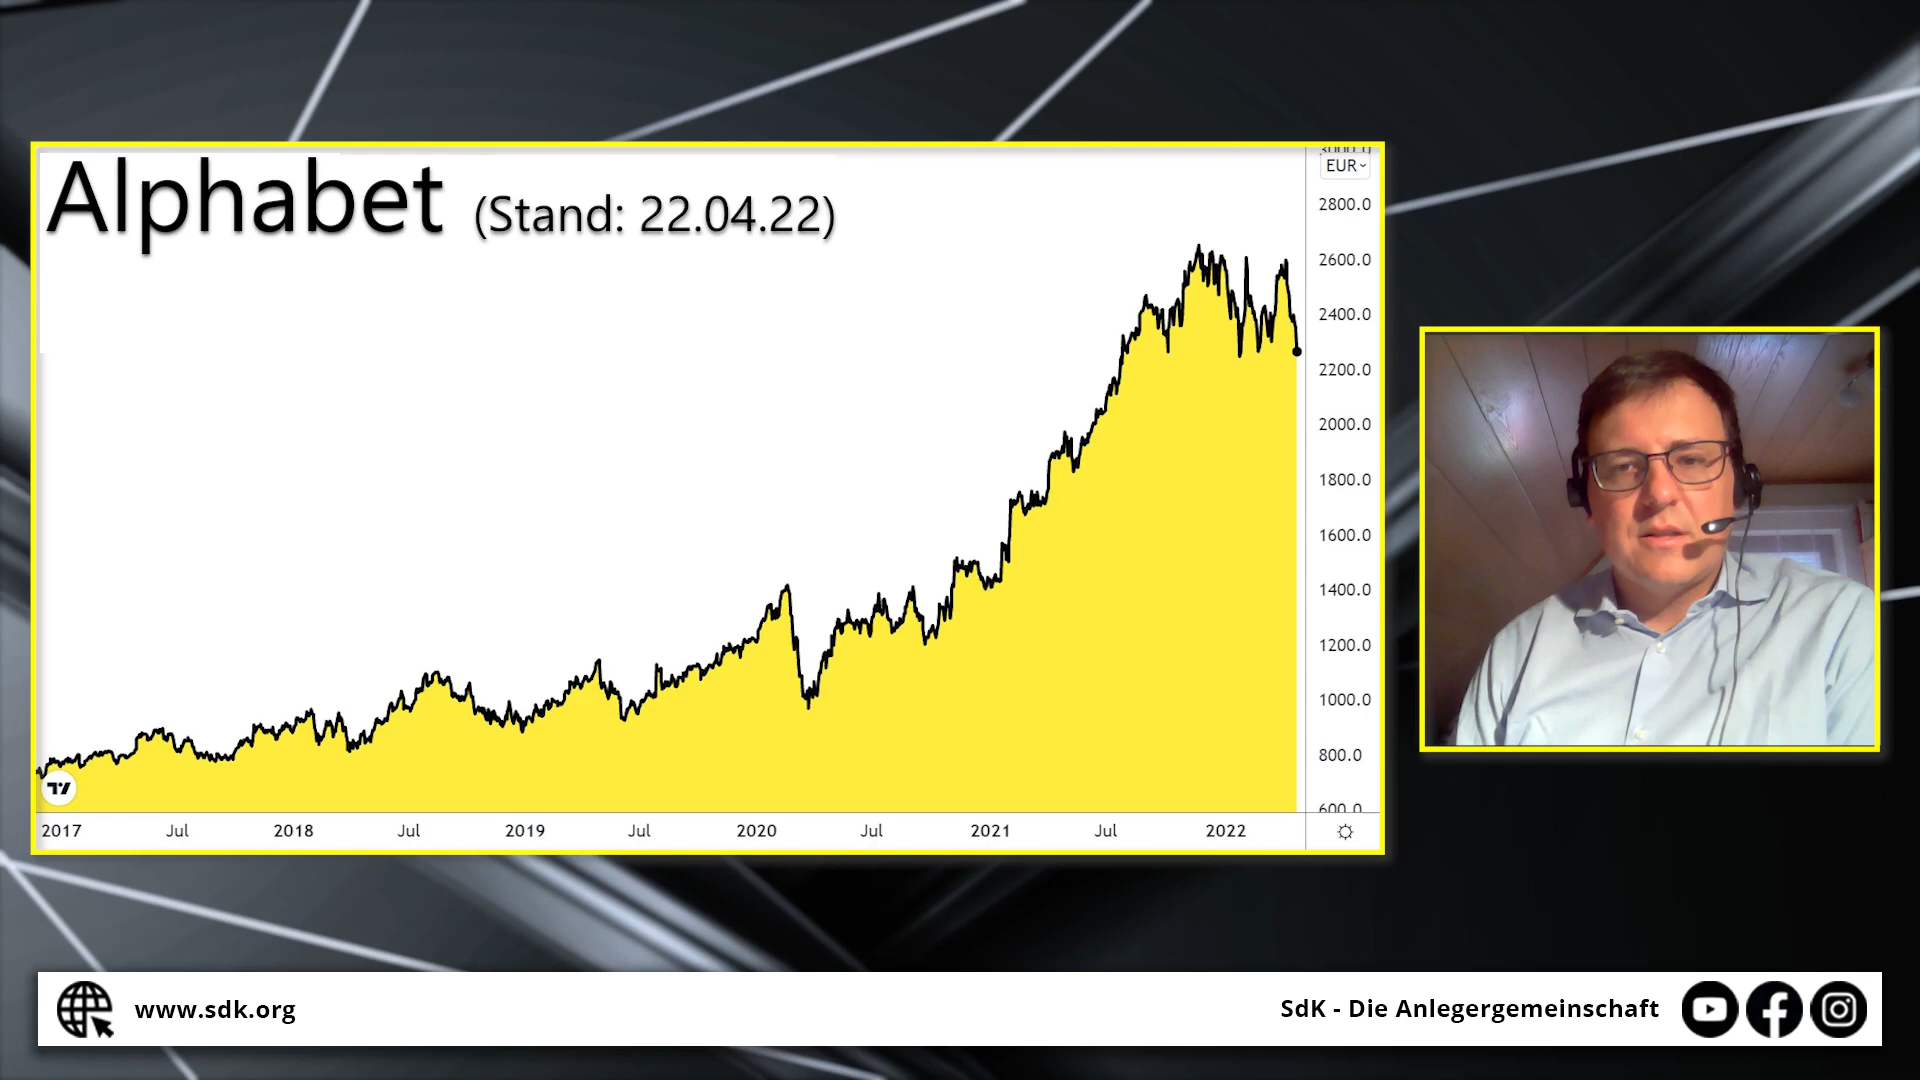 Alphabet (Stand: 22.04.22)
3000.0
EUR
2800.0
2600.0
2400.0
2200.0
2000.0
1800.0
1600.0
1400.0
1200.0
1000.0
800.0
600.0
2017 Jul 2018 Jul 2019 Jul 2020 Jul 2021 Jul 2022
www.sdk.org
SdK - Die Anlegergemeinschaft